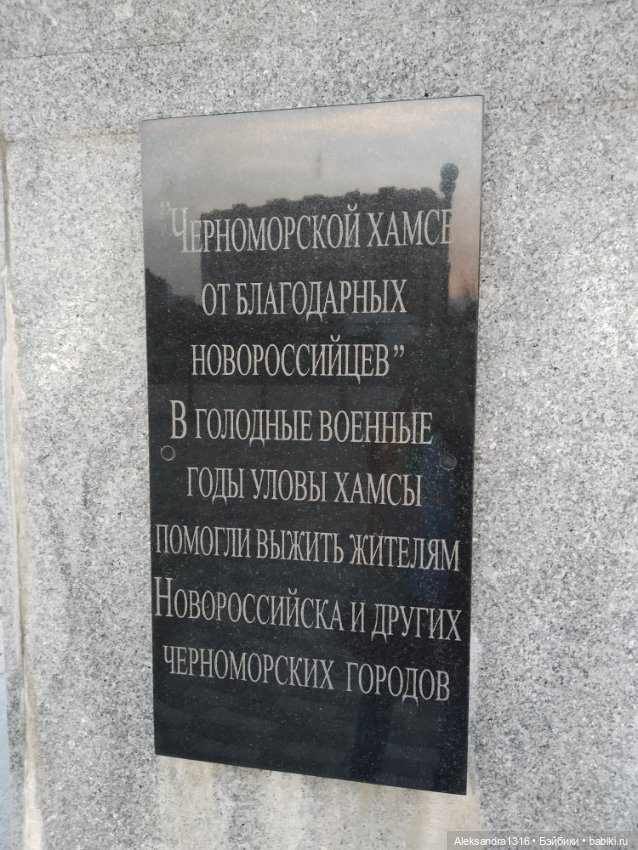 "Черноморской хамсе
от благодарных
новороссийцев"
В голодные военные
годы уловы хамсы
помогли выжить жителям
Новороссийска и других
черноморских городов
Aleksandra1316 • Бэйбики • babiki.ru